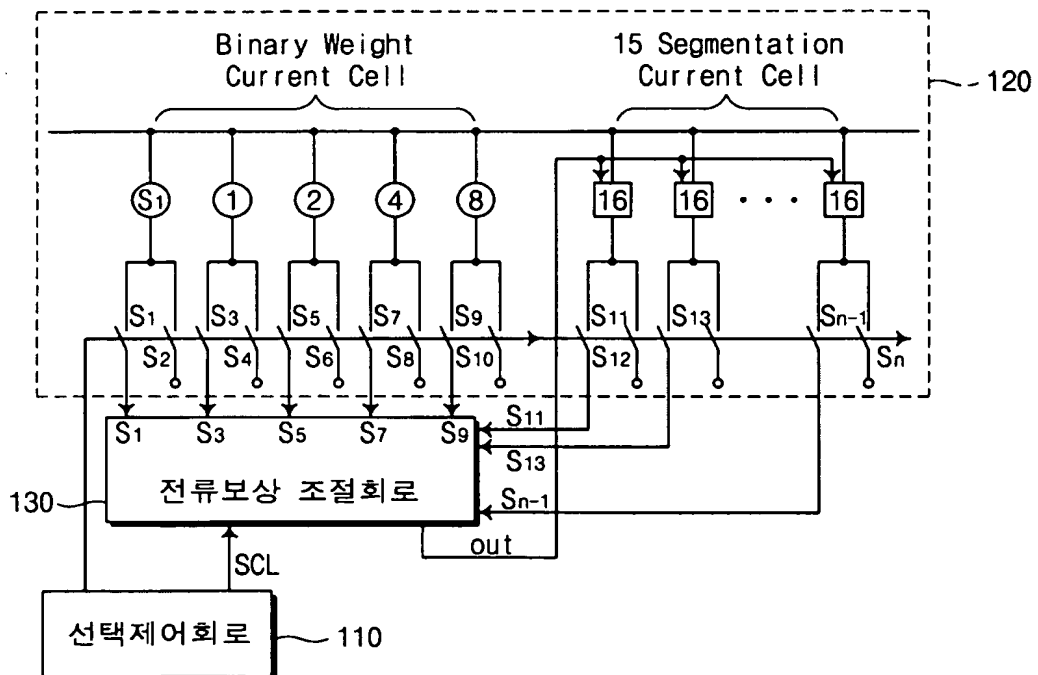 Binary Weight
Current Cell
15 Segmentation
Current Cell
120
S1 1 2 4 8 16 16 · · · 16
S1 S3 S5 S7 S9 S11 S13 Sn-1
S2 S4 S6 S8 S10 S12 Sn
S1 S3 S5 S7 S9
S11
S13
Sn-1
전류보상 조절회로
130
out
SCL
선택제어회로
110